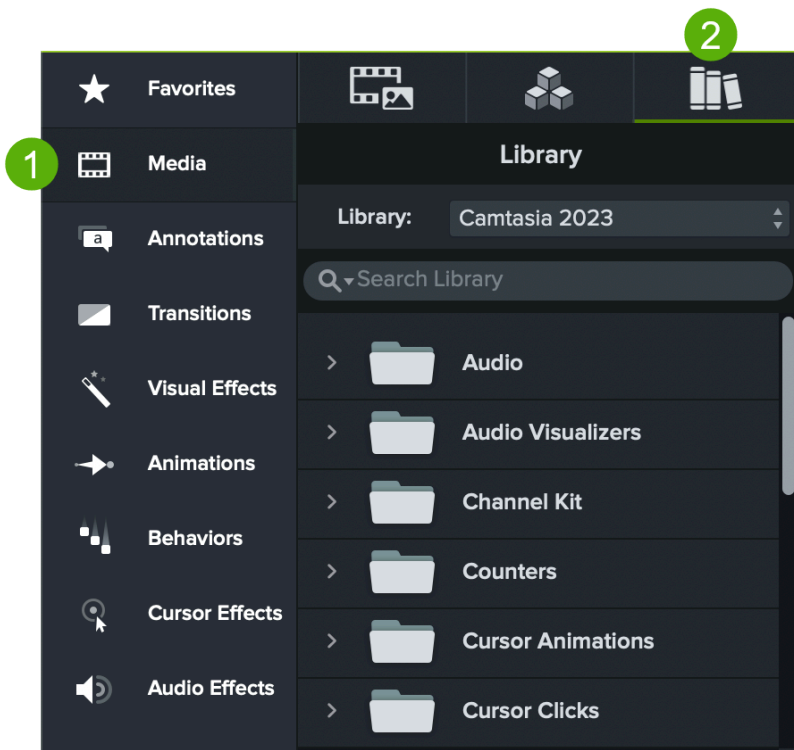 2
1
Favorites
Media
a
Annotations
Transitions
Visual Effects
Animations
Behaviors
Cursor Effects
Audio Effects
Library
Library:
Camtasia 2023
Search Library
Audio
Audio Visualizers
Channel Kit
Counters
Cursor Animations
Cursor Clicks